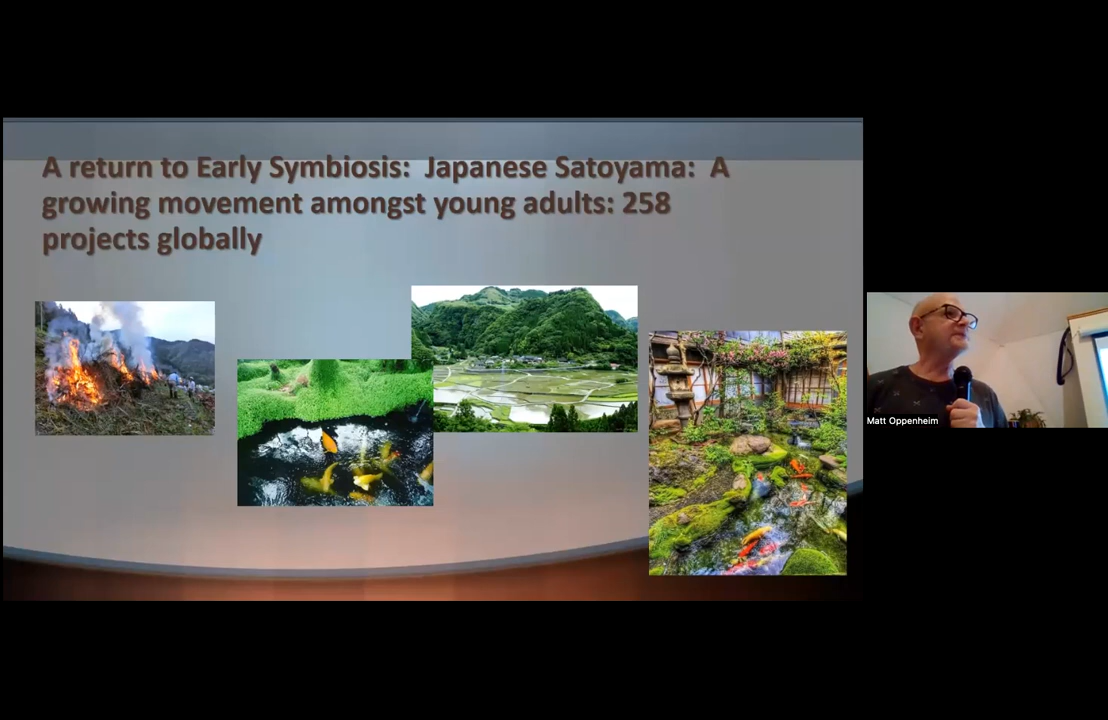 A return to Early Symbiosis: Japanese Satoyama: A
growing movement amongst young adults: 258
projects globally
Matt Oppenheim